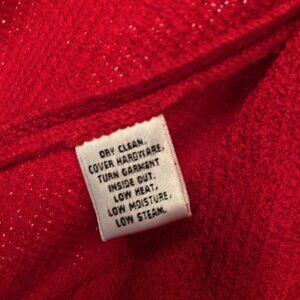 DRY CLEAN.
COVER HARDWARE,
TURN GARMENT
INSIDE OUT.
LOW HEAT,
LOW MOISTURE,
LOW STEAM.